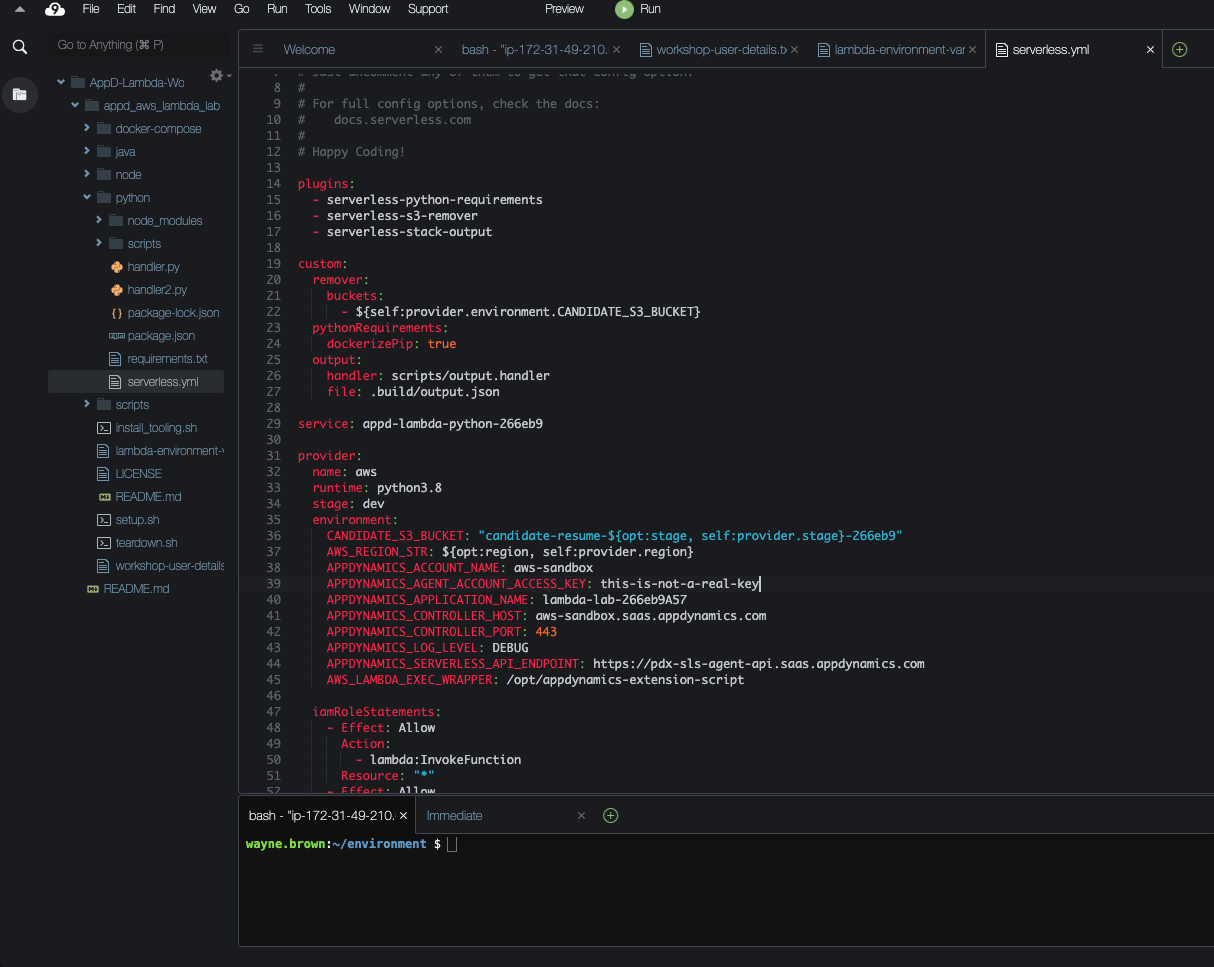 File Edit Find View Go Run Tools Window Support Preview Run
Go to Anything (⌘ P)
AppD-Lambda-Wo
appd_aws_lambda_lab
docker-compose
java
node
python
node_modules
scripts
handler.py
handler2.py
package-lock.json
package.json
requirements.txt
serverless.yml
scripts
install_tooling.sh
lambda-environment-v
LICENSE
README.md
setup.sh
teardown.sh
workshop-user-details
README.md
Welcome
bash - "ip-172-31-49-210.
workshop-user-details.tx
lambda-environment-var
serverless.yml
7 # Just uncomment any of them to get that config option.
8 #
9 # For full config options, check the docs:
10 #    docs.serverless.com
11 #
12 # Happy Coding!
13
14 plugins:
15   - serverless-python-requirements
16   - serverless-s3-remover
17   - serverless-stack-output
18
19 custom:
20   remover:
21     buckets:
22       - ${self:provider.environment.CANDIDATE_S3_BUCKET}
23   pythonRequirements:
24     dockerizePip: true
25   output:
26     handler: scripts/output.handler
27     file: .build/output.json
28
29 service: appd-lambda-python-266eb9
30
31 provider:
32   name: aws
33   runtime: python3.8
34   stage: dev
35   environment:
36     CANDIDATE_S3_BUCKET: "candidate-resume-${opt:stage, self:provider.stage}-266eb9"
37     AWS_REGION_STR: ${opt:region, self:provider.region}
38     APPDYNAMICS_ACCOUNT_NAME: aws-sandbox
39     APPDYNAMICS_AGENT_ACCOUNT_ACCESS_KEY: this-is-not-a-real-key
40     APPDYNAMICS_APPLICATION_NAME: lambda-lab-266eb9A57
41     APPDYNAMICS_CONTROLLER_HOST: aws-sandbox.saas.appdynamics.com
42     APPDYNAMICS_CONTROLLER_PORT: 443
43     APPDYNAMICS_LOG_LEVEL: DEBUG
44     APPDYNAMICS_SERVERLESS_API_ENDPOINT: https://pdx-sls-agent-api.saas.appdynamics.com
45     AWS_LAMBDA_EXEC_WRAPPER: /opt/appdynamics-extension-script
46
47   iamRoleStatements:
48     - Effect: Allow
49       Action:
50         - lambda:InvokeFunction
51       Resource: "*"
52     - Effect: Allow
bash - "ip-172-31-49-210.
Immediate
wayne.brown:~/environment $